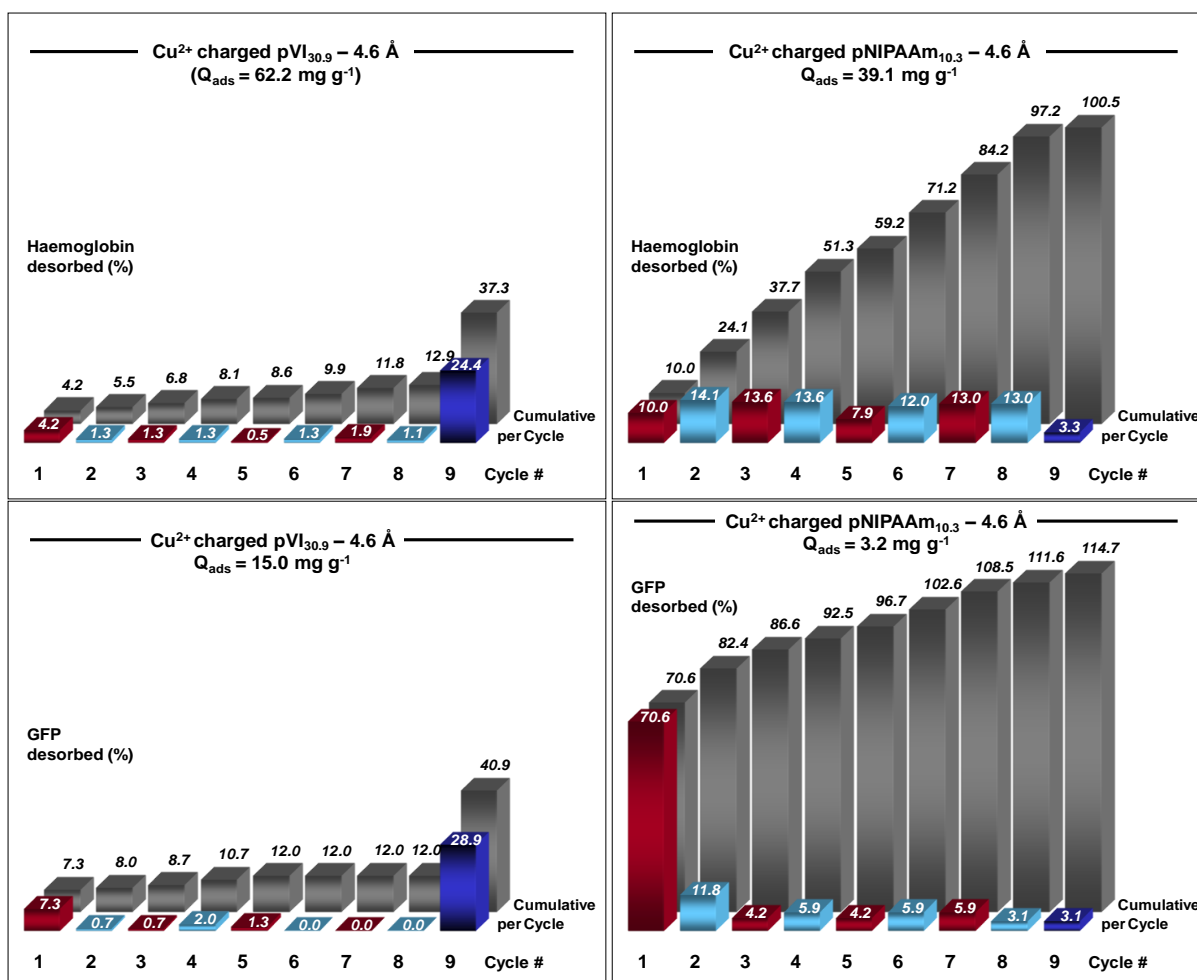 Cu²⁺ charged pVI₃₀.₉ – 4.6 Å
(Qₐdₛ = 62.2 mg g⁻¹)
Haemoglobin
desorbed (%)
4.2 5.5 6.8 8.1 8.6 9.9 11.8 12.9 37.3
4.2 1.3 1.3 1.3 0.5 1.3 1.9 1.1 24.4
Cumulative
per Cycle
1 2 3 4 5 6 7 8 9 Cycle #
Cu²⁺ charged pNIPAAm₁₀.₃ – 4.6 Å
Qₐdₛ = 39.1 mg g⁻¹
Haemoglobin
desorbed (%)
10.0 24.1 37.7 51.3 59.2 71.2 84.2 97.2 100.5
10.0 14.1 13.6 13.6 7.9 12.0 13.0 13.0 3.3
Cumulative
per Cycle
1 2 3 4 5 6 7 8 9 Cycle #
Cu²⁺ charged pVI₃₀.₉ – 4.6 Å
Qₐdₛ = 15.0 mg g⁻¹
GFP
desorbed (%)
7.3 8.0 8.7 10.7 12.0 12.0 12.0 12.0 40.9
7.3 0.7 0.7 2.0 1.3 0.0 0.0 0.0 28.9
Cumulative
per Cycle
1 2 3 4 5 6 7 8 9 Cycle #
Cu²⁺ charged pNIPAAm₁₀.₃ – 4.6 Å
Qₐdₛ = 3.2 mg g⁻¹
GFP
desorbed (%)
70.6 82.4 86.6 92.5 96.7 102.6 108.5 111.6 114.7
70.6 11.8 4.2 5.9 4.2 5.9 5.9 3.1 3.1
Cumulative
per Cycle
1 2 3 4 5 6 7 8 9 Cycle #